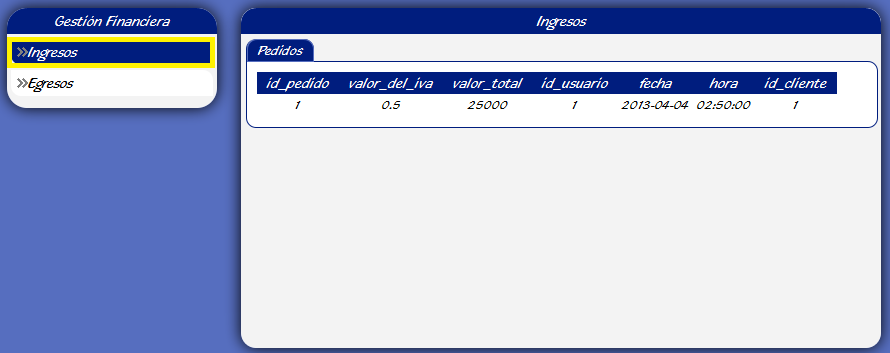 Gestión Financiera
»Ingresos
»Egresos
Ingresos
Pedidos
id_pedido valor_del_iva valor_total id_usuario fecha hora id_cliente
1 0.5 25000 1 2013-04-04 02:50:00 1